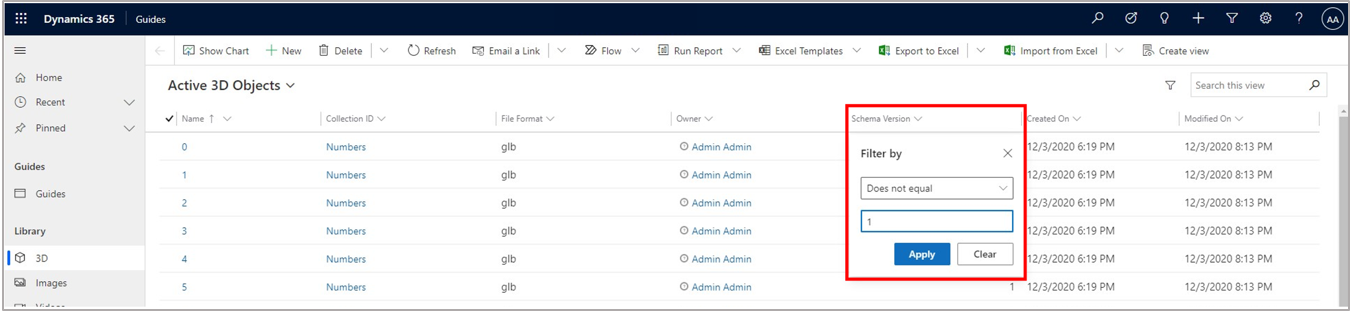 Dynamics 365 Guides AA
Show Chart New Delete Refresh Email a Link Flow Run Report Excel Templates Export to Excel Import from Excel Create view
Home
Recent
Pinned
Guides
Guides
Library
3D
Images
Active 3D Objects Search this view
Name ↑ Collection ID File Format Owner Schema Version Created On Modified On
0 Numbers glb Admin Admin 12/3/2020 6:19 PM 12/3/2020 8:13 PM
1 Numbers glb Admin Admin 12/3/2020 6:19 PM 12/3/2020 8:13 PM
2 Numbers glb Admin Admin 12/3/2020 6:19 PM 12/3/2020 8:13 PM
3 Numbers glb Admin Admin 12/3/2020 6:19 PM 12/3/2020 8:13 PM
4 Numbers glb Admin Admin 12/3/2020 6:19 PM 12/3/2020 8:13 PM
5 Numbers glb Admin Admin 1 12/3/2020 6:19 PM 12/3/2020 8:13 PM
Filter by
Does not equal
1
Apply Clear